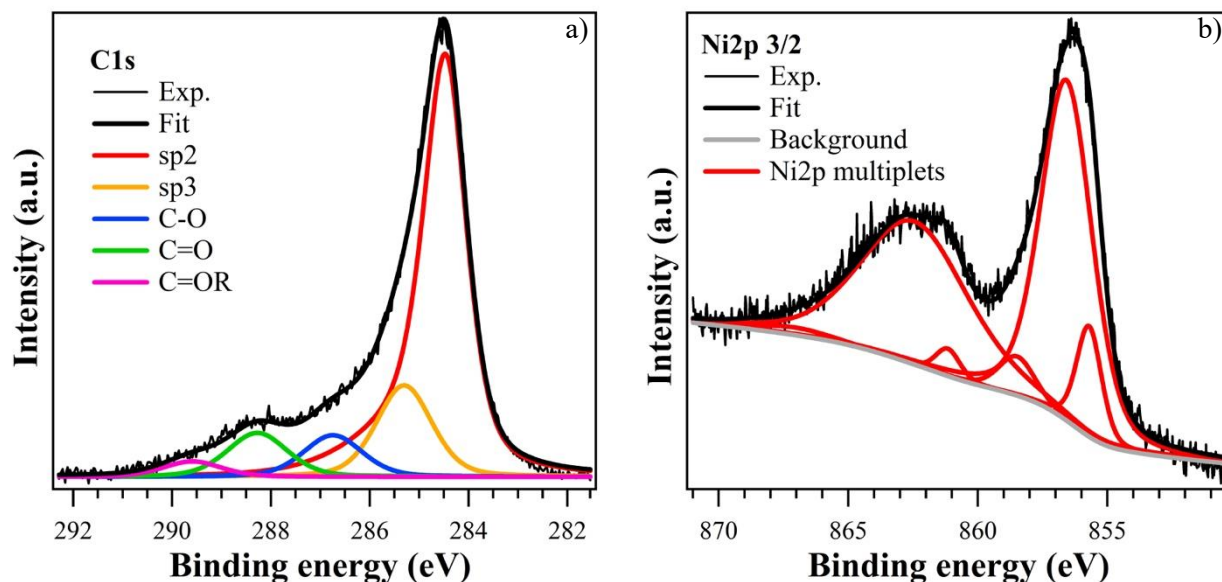 a)
C1s
Exp.
Fit
sp2
sp3
C-O
C=O
C=OR
Intensity (a.u.)
292 290 288 286 284 282
Binding energy (eV)
b)
Ni2p 3/2
Exp.
Fit
Background
Ni2p multiplets
Intensity (a.u.)
870 865 860 855
Binding energy (eV)